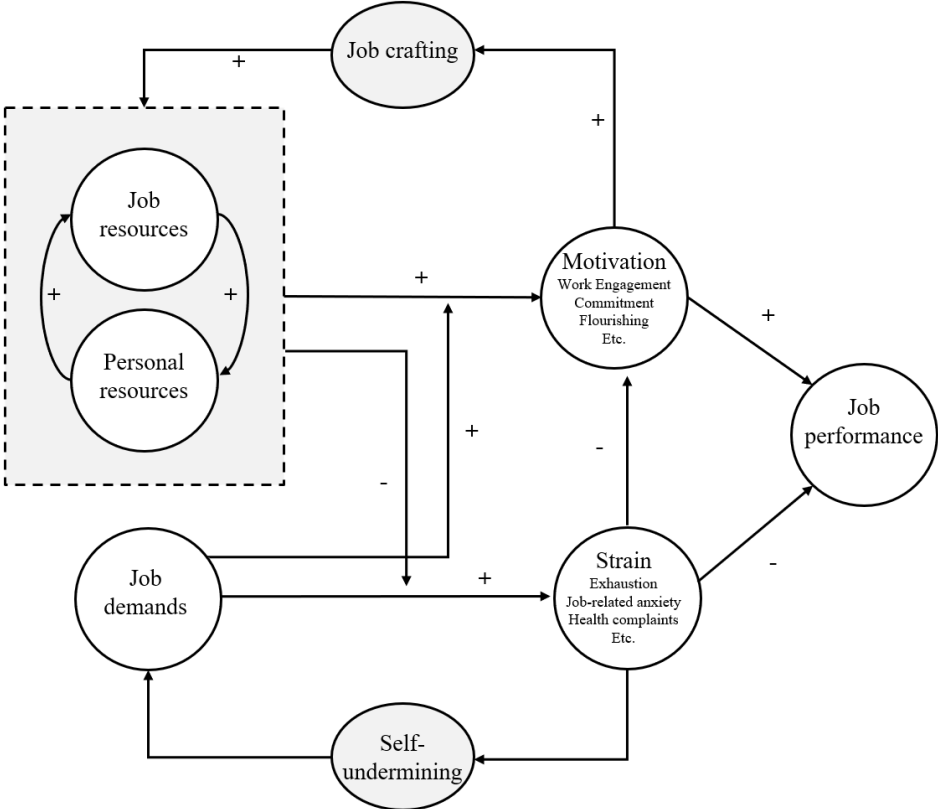 Job crafting
+
+
Job
resources
+
+
Personal
resources
+
Motivation
Work Engagement
Commitment
Flourishing
Etc.
+
Job
performance
+
-
-
Job
demands
+
Strain
Exhaustion
Job-related anxiety
Health complaints
Etc.
-
Self-
undermining